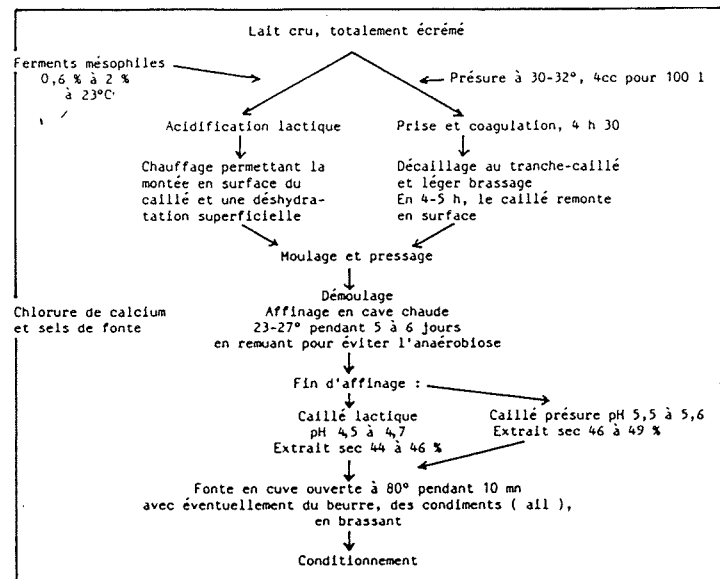 Lait cru, totalement écrémé
Ferments mésophiles
0,6 % à 2 %
à 23°C
Présure à 30-32°, 4cc pour 100 l
Acidification lactique
Prise et coagulation, 4 h 30
Chauffage permettant la
montée en surface du
caillé et une déshydra-
tation superficielle
Décaillage au tranche-caillé
et léger brassage
En 4-5 h, le caillé remonte
en surface
Moulage et pressage
Démoulage
Chlorure de calcium
et sels de fonte
Affinage en cave chaude
23-27° pendant 5 à 6 jours
en remuant pour éviter l'anaérobiose
Fin d'affinage :
Caillé lactique
pH 4,5 à 4,7
Extrait sec 44 à 46 %
Caillé présure pH 5,5 à 5,6
Extrait sec 46 à 49 %
Fonte en cuve ouverte à 80° pendant 10 mn
avec éventuellement du beurre, des condiments ( ail ),
en brassant
Conditionnement